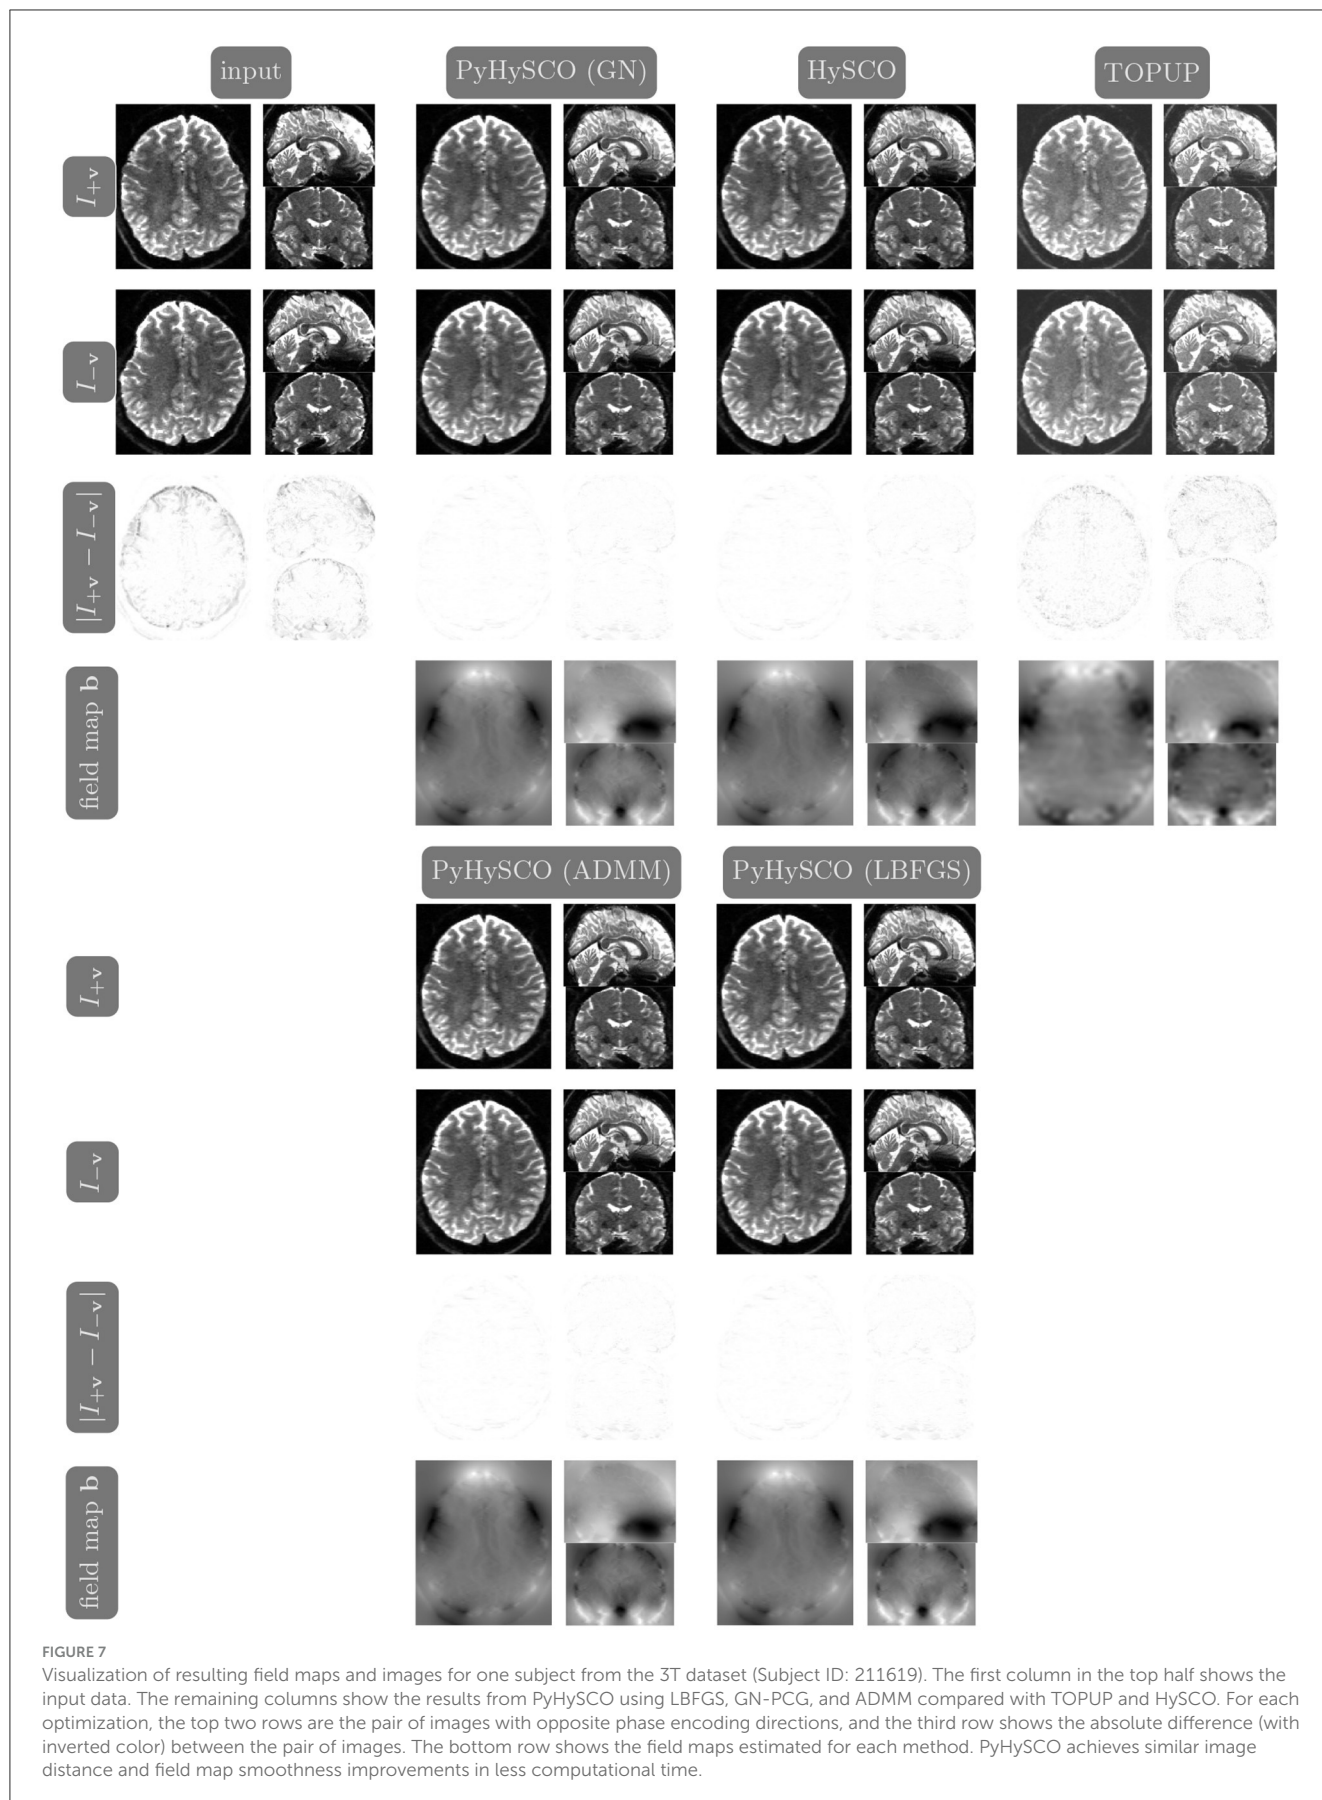 input
PyHySCO (GN)
HySCO
TOPUP
I+v
I−v
|I+v − I−v|
field map b
PyHySCO (ADMM)
PyHySCO (LBFGS)
I+v
I−v
|I+v − I−v|
field map b
FIGURE 7
Visualization of resulting field maps and images for one subject from the 3T dataset (Subject ID: 211619). The first column in the top half shows the
input data. The remaining columns show the results from PyHySCO using LBFGS, GN-PCG, and ADMM compared with TOPUP and HySCO. For each
optimization, the top two rows are the pair of images with opposite phase encoding directions, and the third row shows the absolute difference (with
inverted color) between the pair of images. The bottom row shows the field maps estimated for each method. PyHySCO achieves similar image
distance and field map smoothness improvements in less computational time.